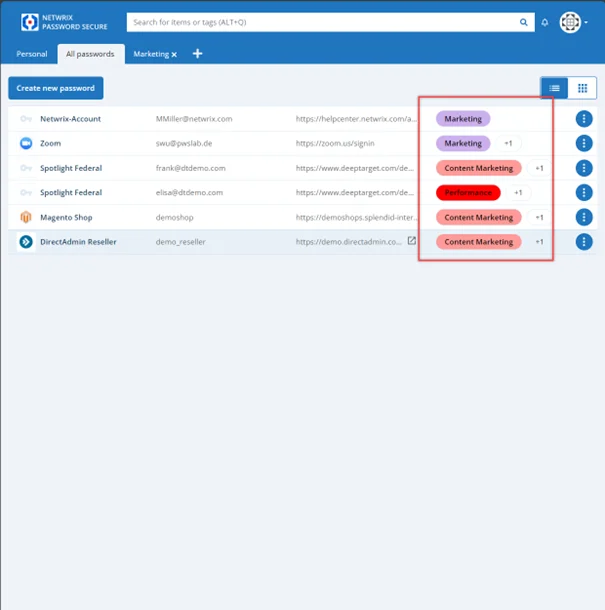 NETWRIX
PASSWORD SECURE
Search for items or tags (ALT+Q)
Personal All passwords Marketing ×
Create new password
Netwrix-Account MMiller@netwrix.com https://helpcenter.netwrix.com/a... Marketing
Zoom swu@pwslab.de https://zoom.us/signin Marketing +1
Spotlight Federal frank@dtdemo.com https://www.deeptarget.com/de... Content Marketing +1
Spotlight Federal elisa@dtdemo.com https://www.deeptarget.com/de... Performance +1
Magento Shop demoshop https://demoshops.splendid-inter... Content Marketing +1
DirectAdmin Reseller demo_reseller https://demo.directadmin.co... Content Marketing +1